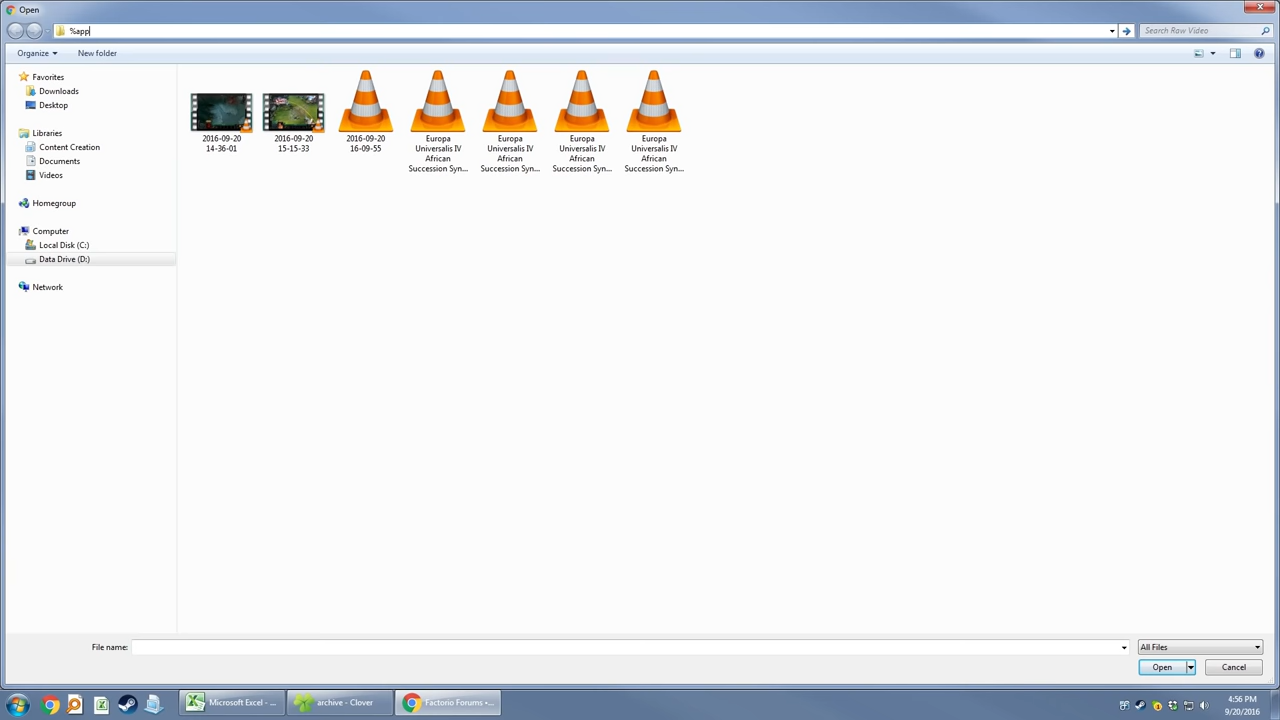 Open
%app
Search Raw Video
Organize
New folder
Favorites
Downloads
Desktop
Libraries
Content Creation
Documents
Videos
Homegroup
Computer
Local Disk (C:)
Data Drive (D:)
Network
2016-09-20
14-36-01
2016-09-20
15-15-33
2016-09-20
16-09-55
Europa
Universalis IV
African
Succession Syn...
Europa
Universalis IV
African
Succession Syn...
Europa
Universalis IV
African
Succession Syn...
Europa
Universalis IV
African
Succession Syn...
File name:
All Files
Open
Cancel
Microsoft Excel - ...
archive - Clover
Factorio Forums •...
4:56 PM
9/20/2016